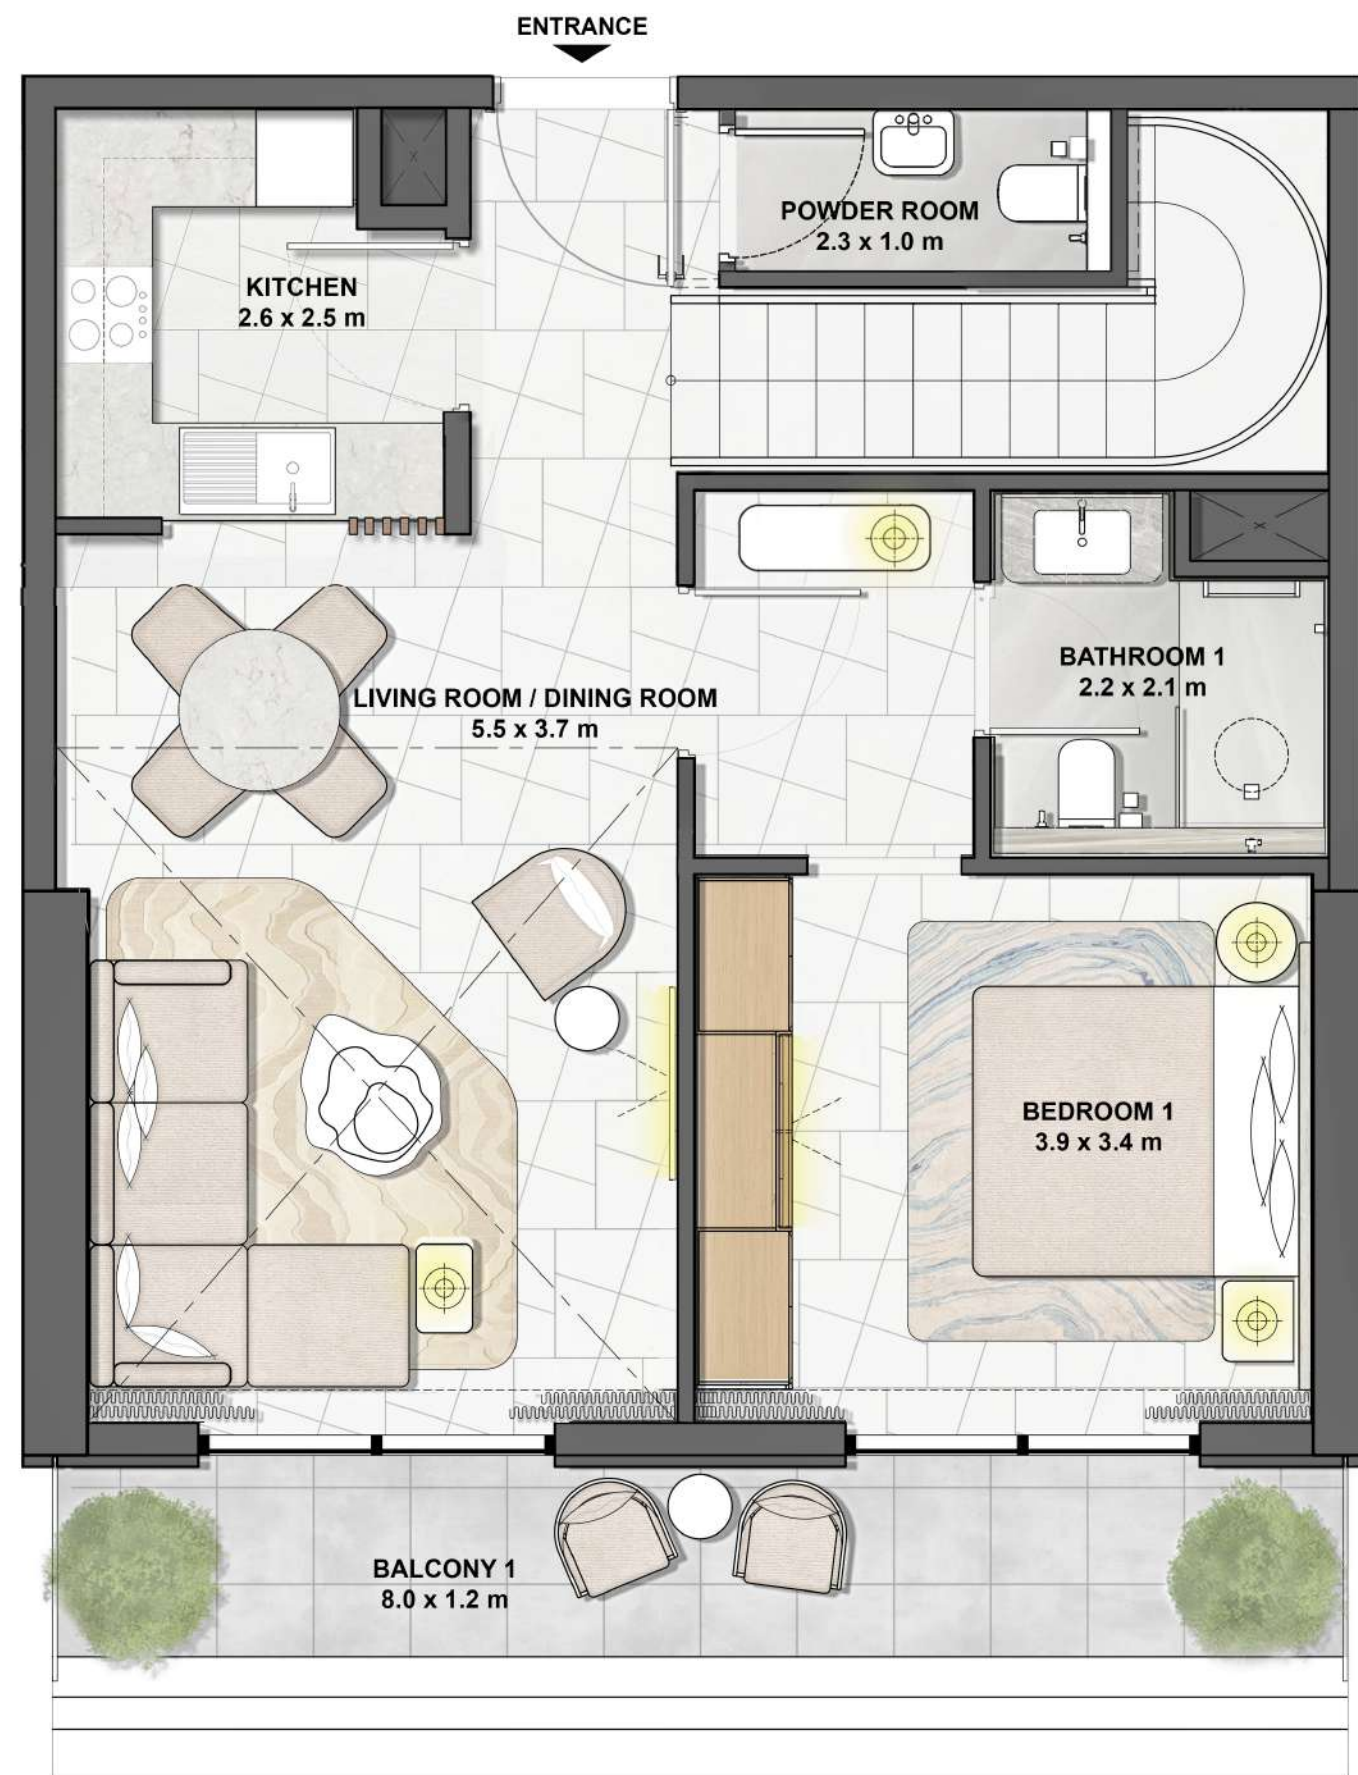 ENTRANCE
POWDER ROOM
2.3 x 1.0 m
KITCHEN
2.6 x 2.5 m
BATHROOM 1
2.2 x 2.1 m
LIVING ROOM / DINING ROOM
5.5 x 3.7 m
BEDROOM 1
3.9 x 3.4 m
BALCONY 1
8.0 x 1.2 m